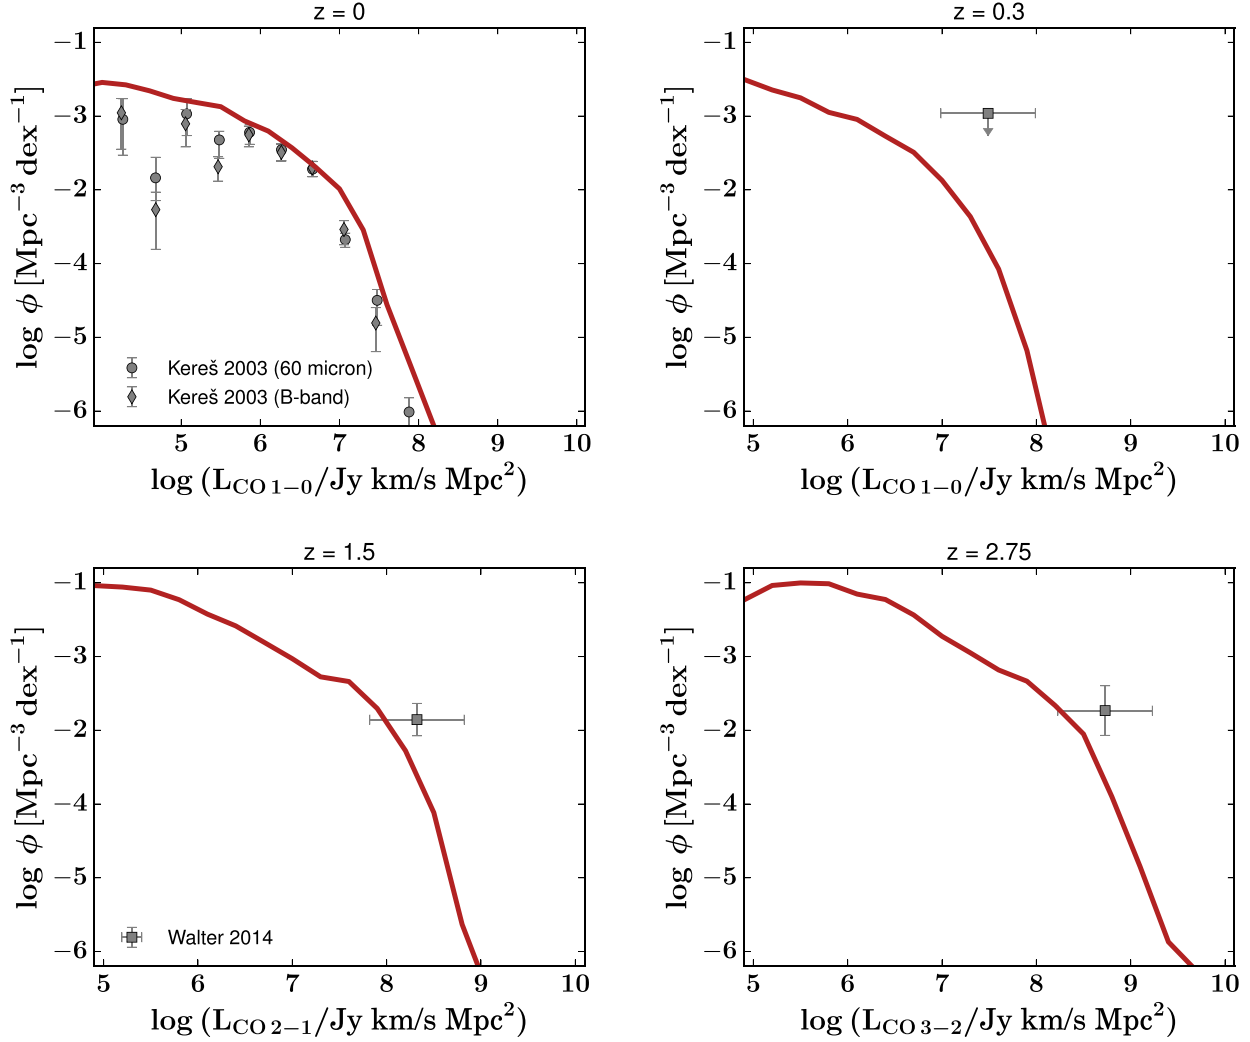 z = 0
−1
−3
−2
−4
−5
−6
log ϕ [Mpc⁻³ dex⁻¹]
Kereš 2003 (60 micron)
Kereš 2003 (B-band)
5 6 7 8 9 10
log (L_CO 1−0/Jy km/s Mpc²)
z = 0.3
−1
−3
−2
−4
−5
−6
log ϕ [Mpc⁻³ dex⁻¹]
5 6 7 8 9 10
log (L_CO 1−0/Jy km/s Mpc²)
z = 1.5
−1
−3
−2
−4
−5
−6
log ϕ [Mpc⁻³ dex⁻¹]
Walter 2014
5 6 7 8 9 10
log (L_CO 2−1/Jy km/s Mpc²)
z = 2.75
−1
−3
−2
−4
−5
−6
log ϕ [Mpc⁻³ dex⁻¹]
5 6 7 8 9 10
log (L_CO 3−2/Jy km/s Mpc²)